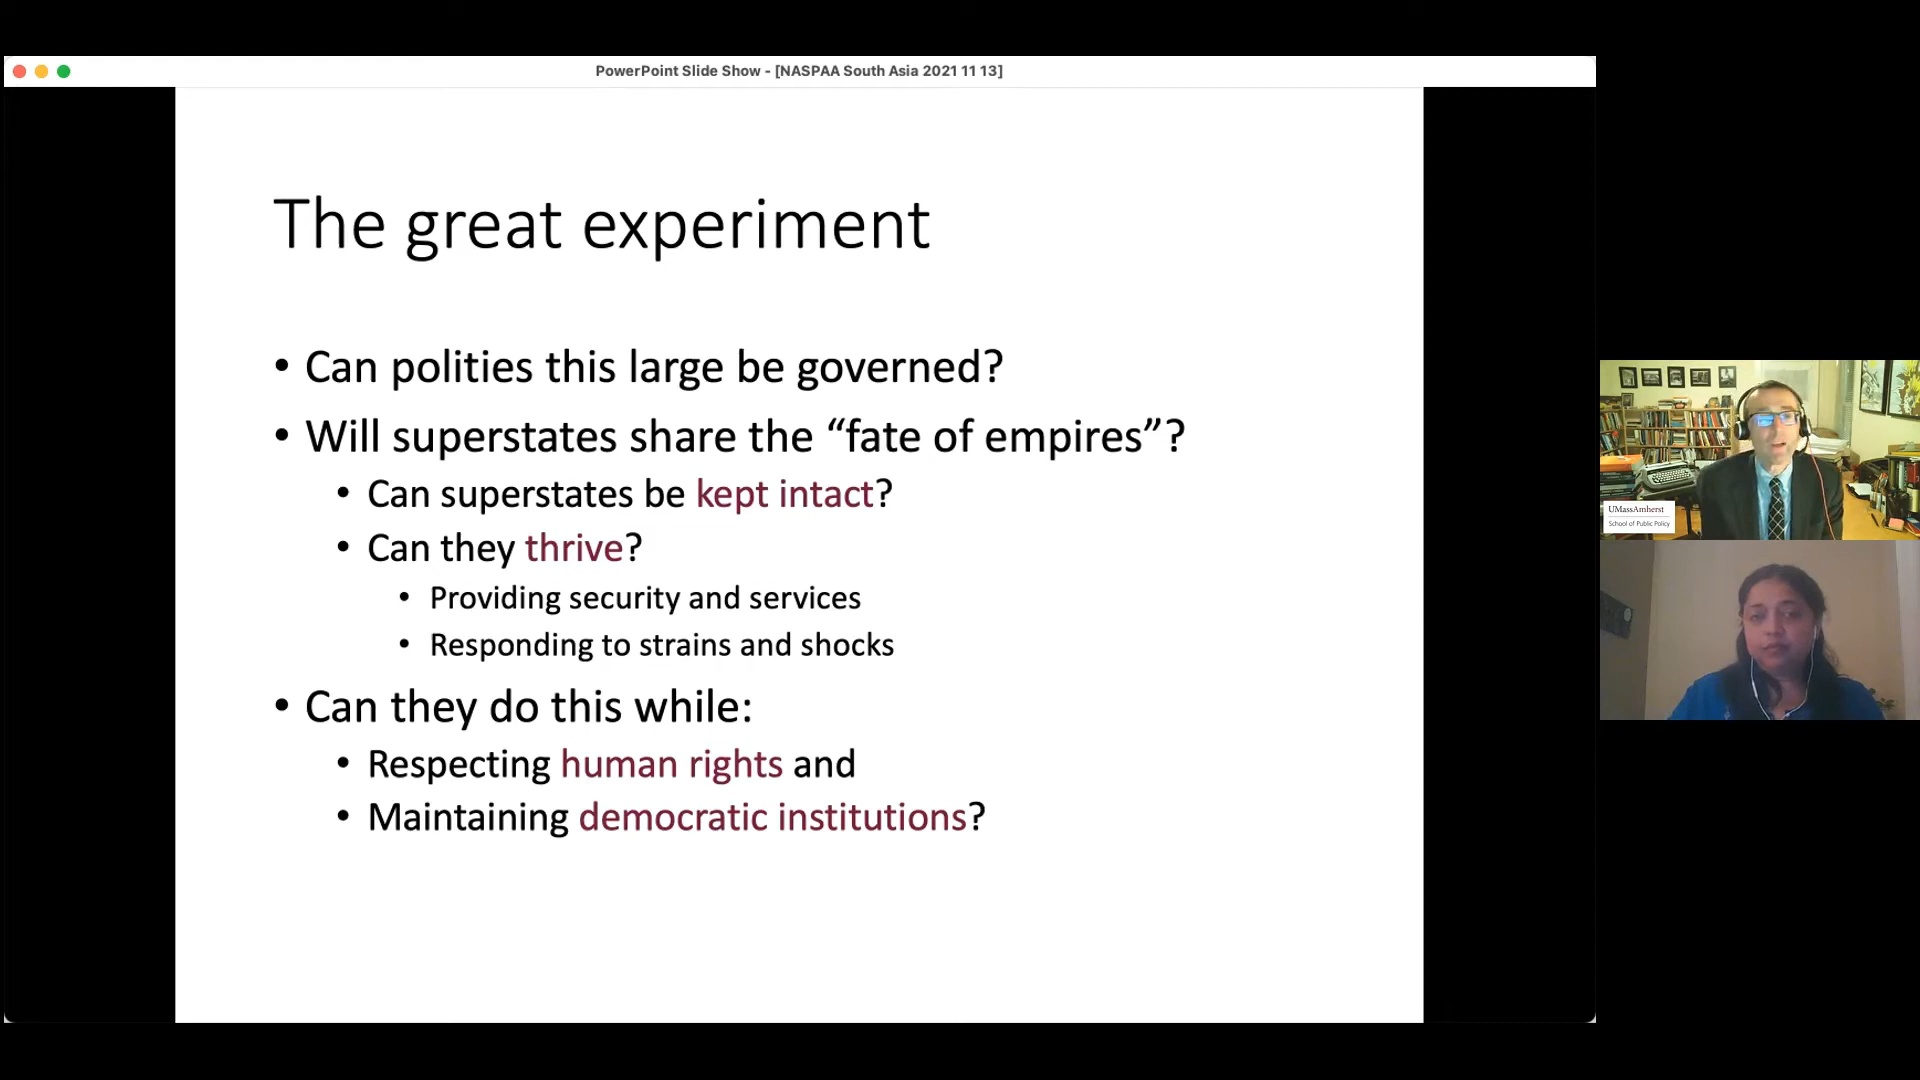 PowerPoint Slide Show - [NASPAA South Asia 2021 11 13]
The great experiment
• Can polities this large be governed?
• Will superstates share the “fate of empires”?
• Can superstates be kept intact?
• Can they thrive?
• Providing security and services
• Responding to strains and shocks
• Can they do this while:
• Respecting human rights and
• Maintaining democratic institutions?
UMassAmherst
School of Public Policy